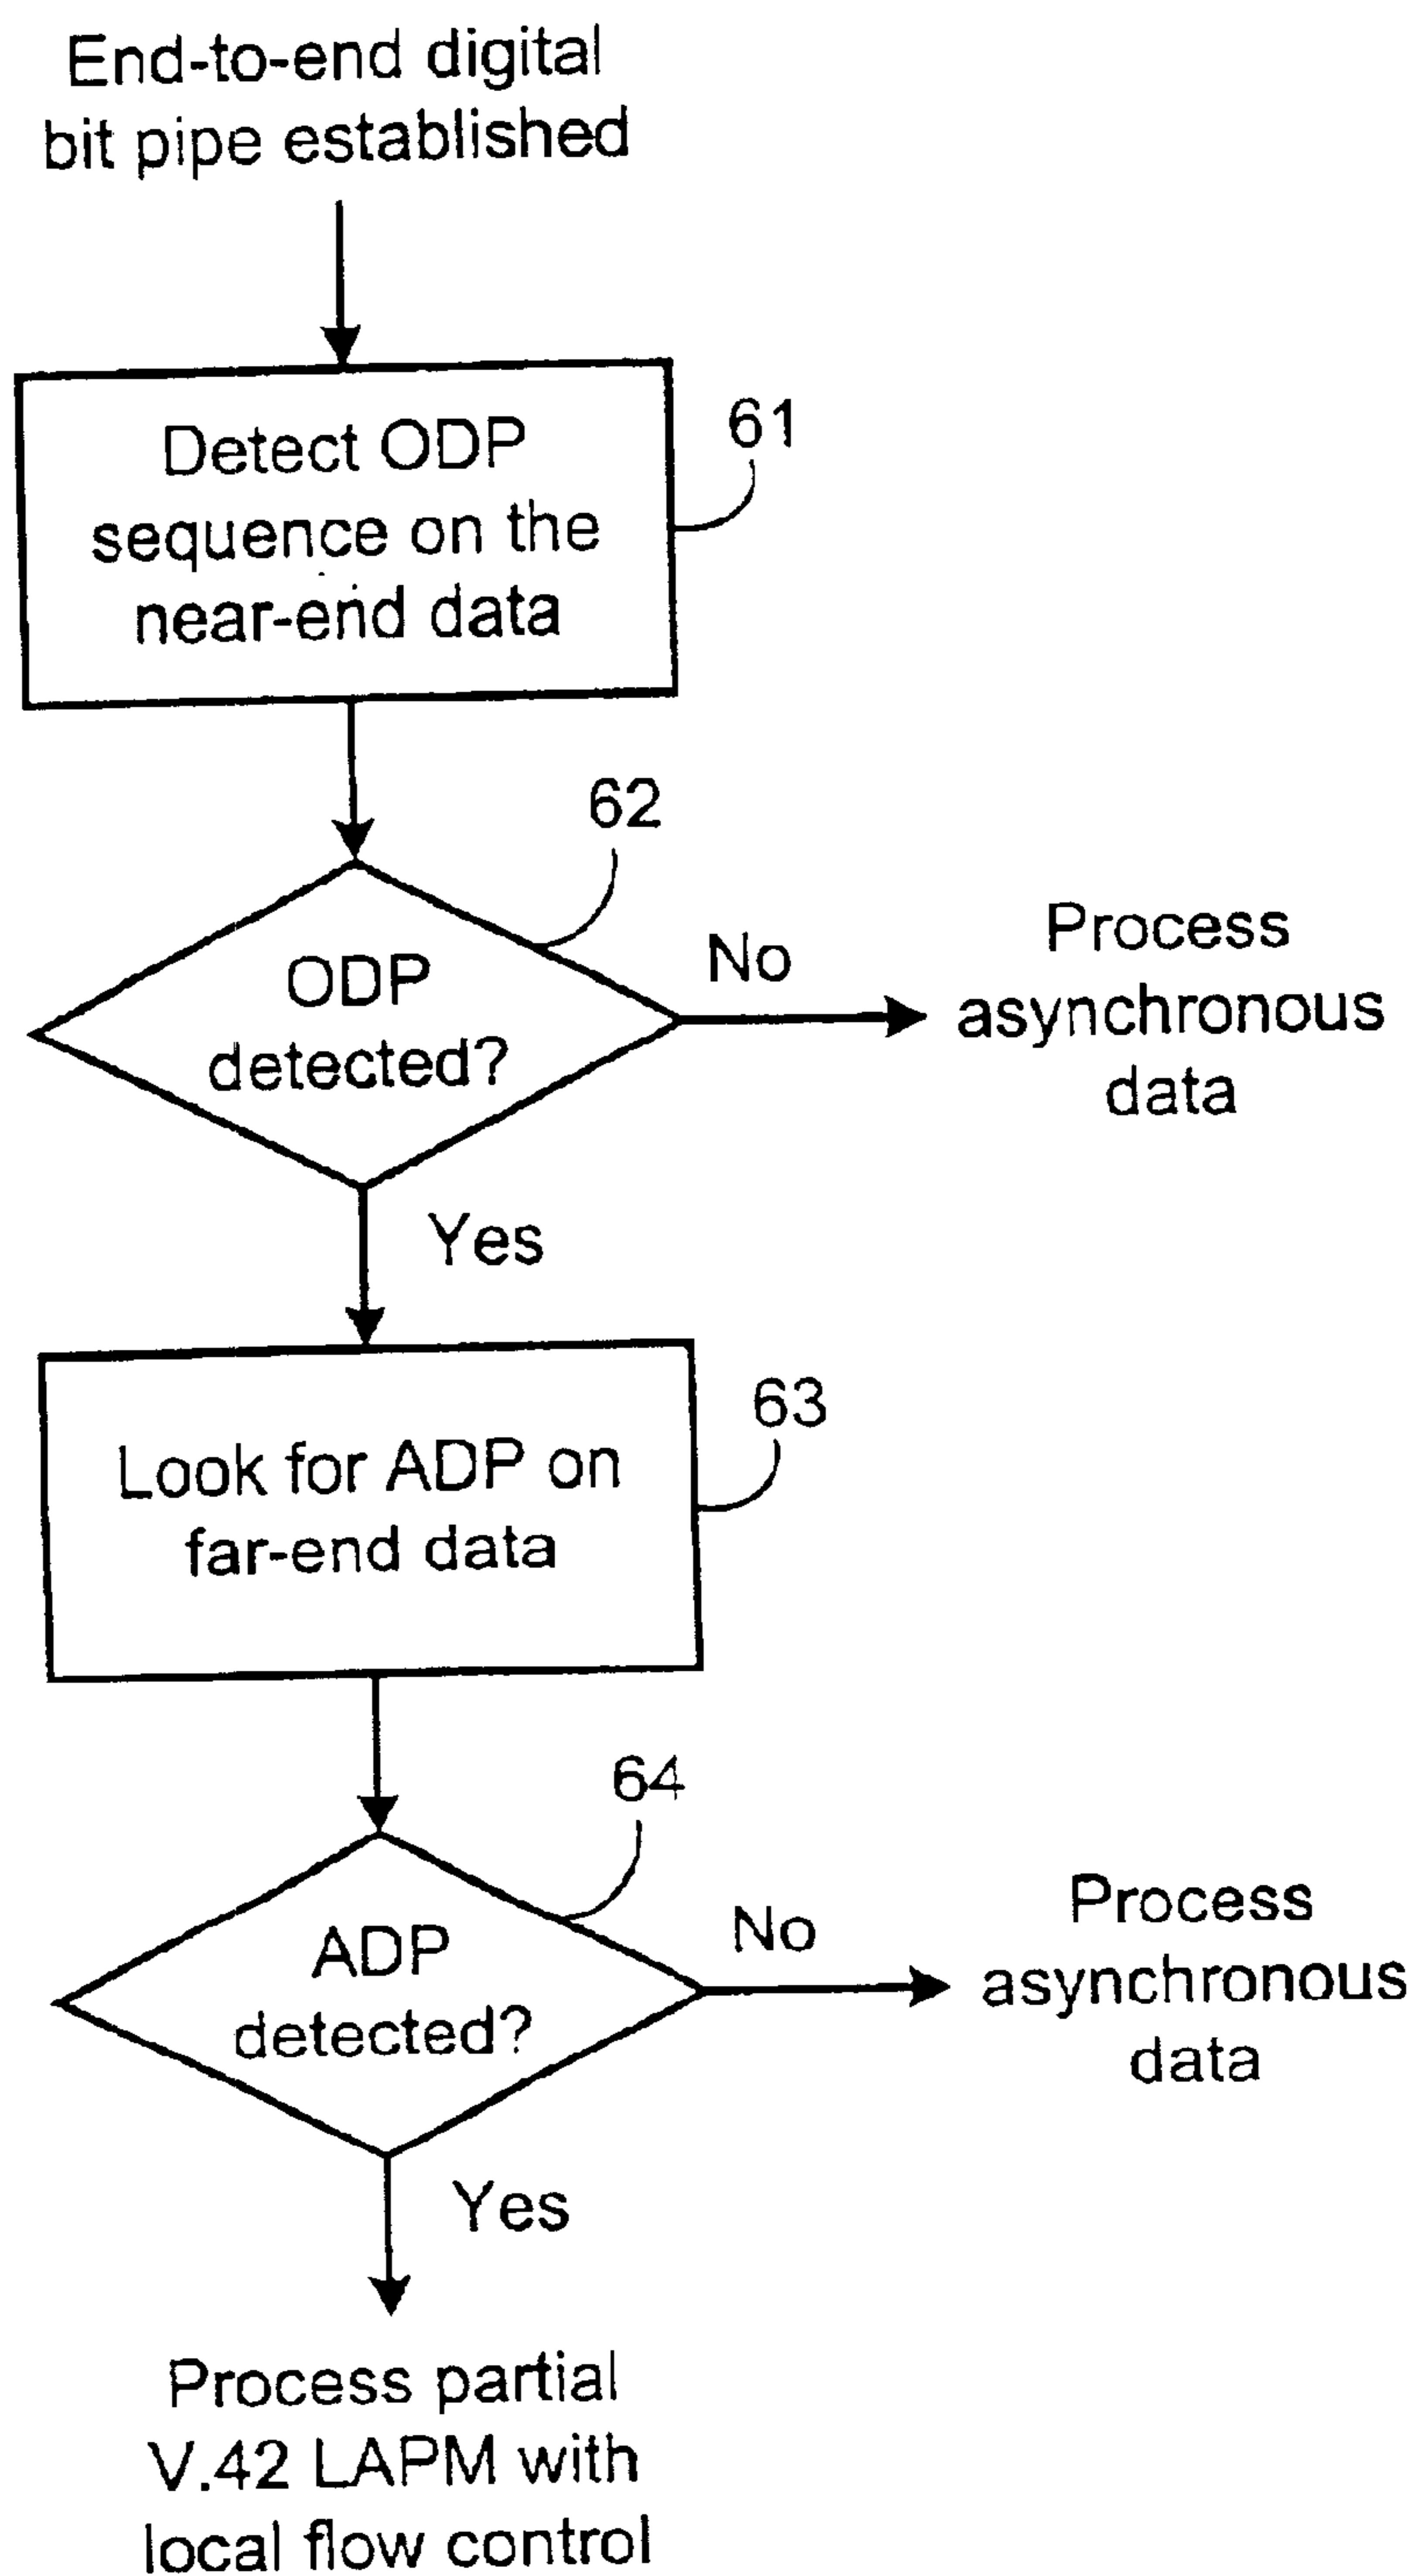 End-to-end digital
bit pipe established
Detect ODP
sequence on the
near-end data
61
62
ODP
detected?
No
Process
asynchronous
data
Yes
Look for ADP on
far-end data
63
64
ADP
detected?
No
Process
asynchronous
data
Yes
Process partial
V.42 LAPM with
local flow control